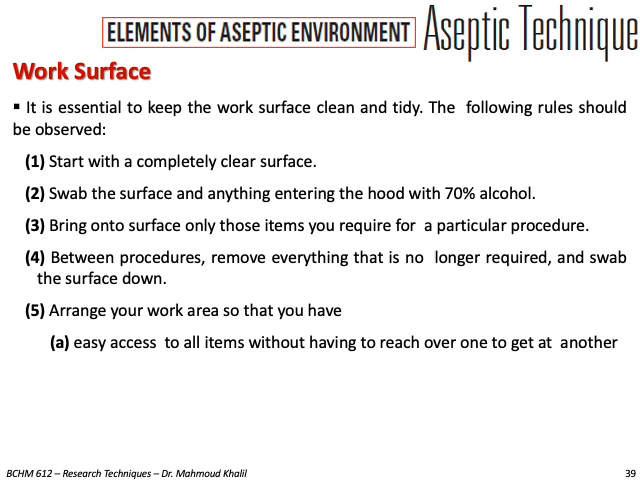 ELEMENTS OF ASEPTIC ENVIRONMENT Aseptic Technique
Work Surface
▪ It is essential to keep the work surface clean and tidy. The following rules should
be observed:
(1) Start with a completely clear surface.
(2) Swab the surface and anything entering the hood with 70% alcohol.
(3) Bring onto surface only those items you require for a particular procedure.
(4) Between procedures, remove everything that is no longer required, and swab
the surface down.
(5) Arrange your work area so that you have
(a) easy access to all items without having to reach over one to get at another
BCHM 612 – Research Techniques – Dr. Mahmoud Khalil 39